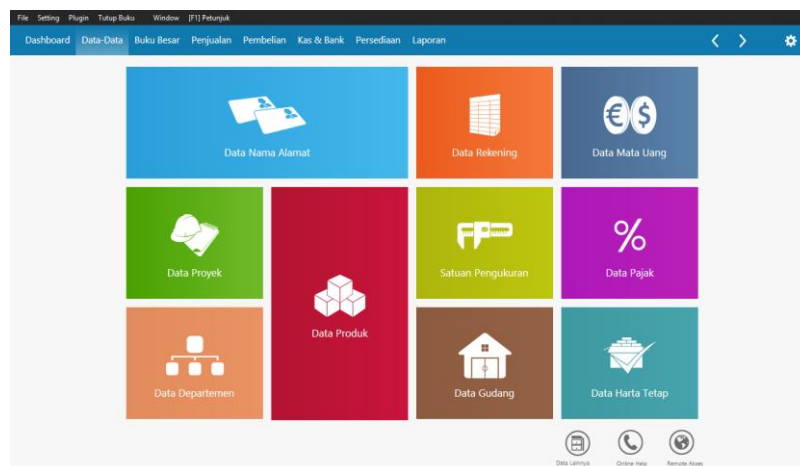 File Setting Plugin Tutup Buku Window [F1] Petunjuk
Dashboard Data-Data Buku Besar Penjualan Pembelian Kas & Bank Persediaan Laporan
Data Nama Alamat
Data Rekening
Data Mata Uang
Data Proyek
Data Produk
Satuan Pengukuran
Data Pajak
Data Departemen
Data Gudang
Data Harta Tetap
Data Lainnya
Online Help
Remote Akses